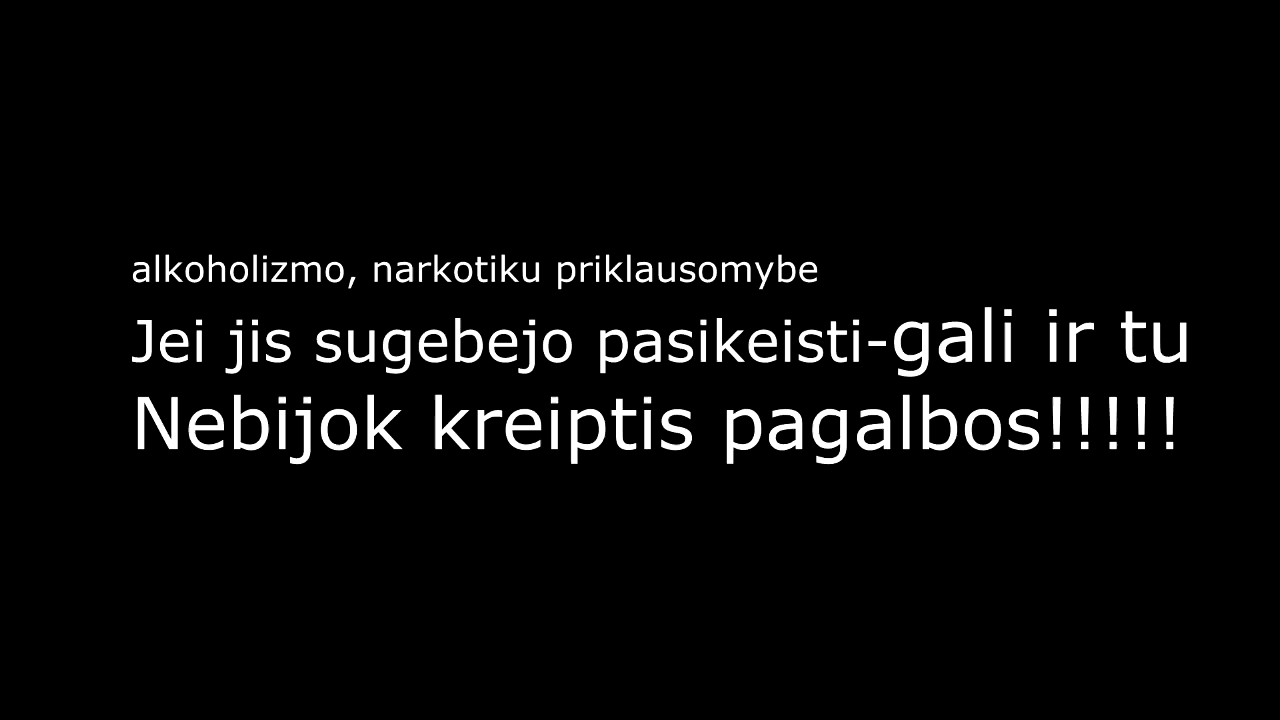 alkoholizmo, narkotiku priklausomybe
Jei jis sugebejo pasikeisti-gali ir tu
Nebijok kreiptis pagalbos!!!!!